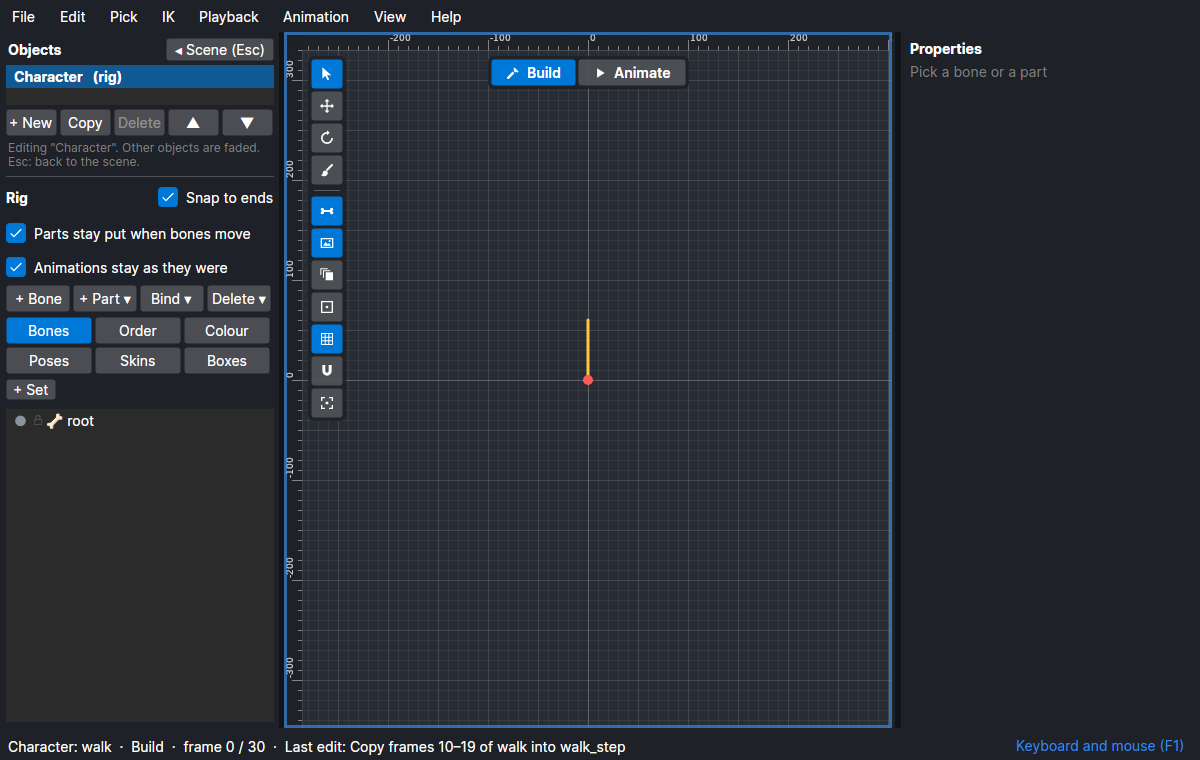 File Edit Pick IK Playback Animation View Help
Objects
◂ Scene (Esc)
Character (rig)
+ New Copy Delete ▲ ▼
Editing "Character". Other objects are faded.
Esc: back to the scene.
Rig
Snap to ends
Parts stay put when bones move
Animations stay as they were
+ Bone + Part ▾ Bind ▾ Delete ▾
Bones Order Colour
Poses Skins Boxes
+ Set
root
-200 -100 0 100 200
300
200
100
0
-100
-200
-300
Build Animate
Properties
Pick a bone or a part
Character: walk · Build · frame 0 / 30 · Last edit: Copy frames 10–19 of walk into walk_step
Keyboard and mouse (F1)